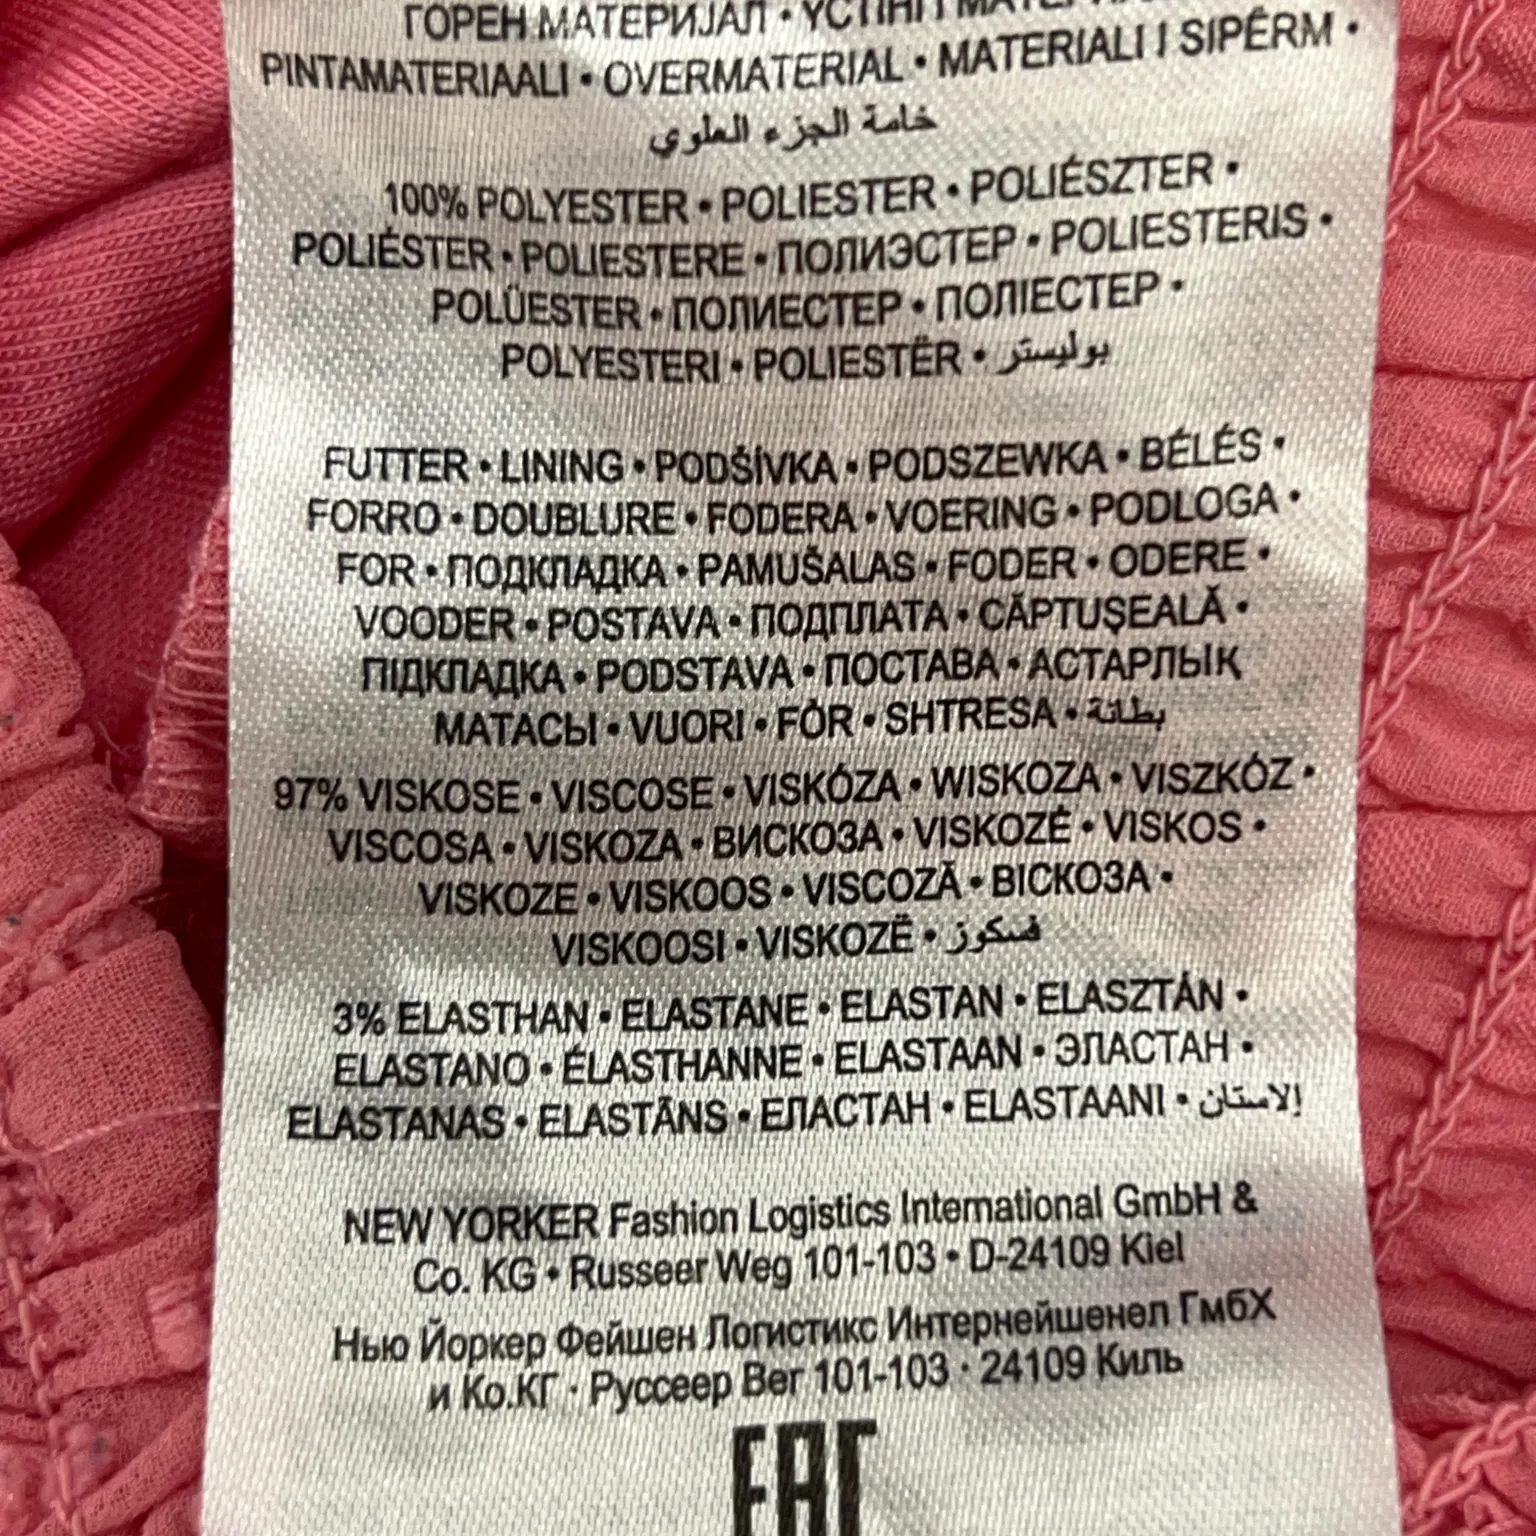 ГОРЕН МАТЕРИЈАЛ •
PINTAMATERIAALI • OVERMATERIAL • MATERIALI I SIPËRM •
خامة الجزء العلوي
100% POLYESTER • POLIESTER • POLIÉSZTER •
POLIÉSTER • POLIESTERE • ПОЛИЭСТЕР • POLIESTERIS •
POLÜESTER • ПОЛИЕСТЕР • ПОЛІЕСТЕР •
POLYESTERI • POLIESTËR • بوليستر
FUTTER • LINING • PODŠÍVKA • PODSZEWKA • BÉLÉS •
FORRO • DOUBLURE • FODERA • VOERING • PODLOGA •
FOR • ПОДКЛАДКА • PAMUŠALAS • FODER • ODERE •
VOODER • POSTAVA • ПОДПЛАТА • CĂPTUȘEALĂ •
ПІДКЛАДКА • PODSTAVA • ПОСТАВА • АСТАРЛЫК
МАТАСЫ • VUORI • FÒR • SHTRESA • بطانة
97% VISKOSE • VISCOSE • VISKÓZA • WISKOZA • VISZKÓZ •
VISCOSA • VISKOZA • ВИСКОЗА • VISKOZĖ • VISKOS •
VISKOZE • VISKOOS • VISCOZĂ • ВІСКОЗА •
VISKOOSI • VISKOZË • فسكوز
3% ELASTHAN • ELASTANE • ELASTAN • ELASZTÁN •
ELASTANO • ÉLASTHANNE • ELASTAAN • ЭЛАСТАН •
ELASTANAS • ELASTĀNS • ЕЛАСТАН • ELASTAANI • إلاستان
NEW YORKER Fashion Logistics International GmbH &
Co. KG • Russeer Weg 101-103 • D-24109 Kiel
Нью Йоркер Фейшен Логистикс Интернейшенел ГмбХ
и Ко.КГ · Руссеер Вег 101-103 · 24109 Киль
EAC